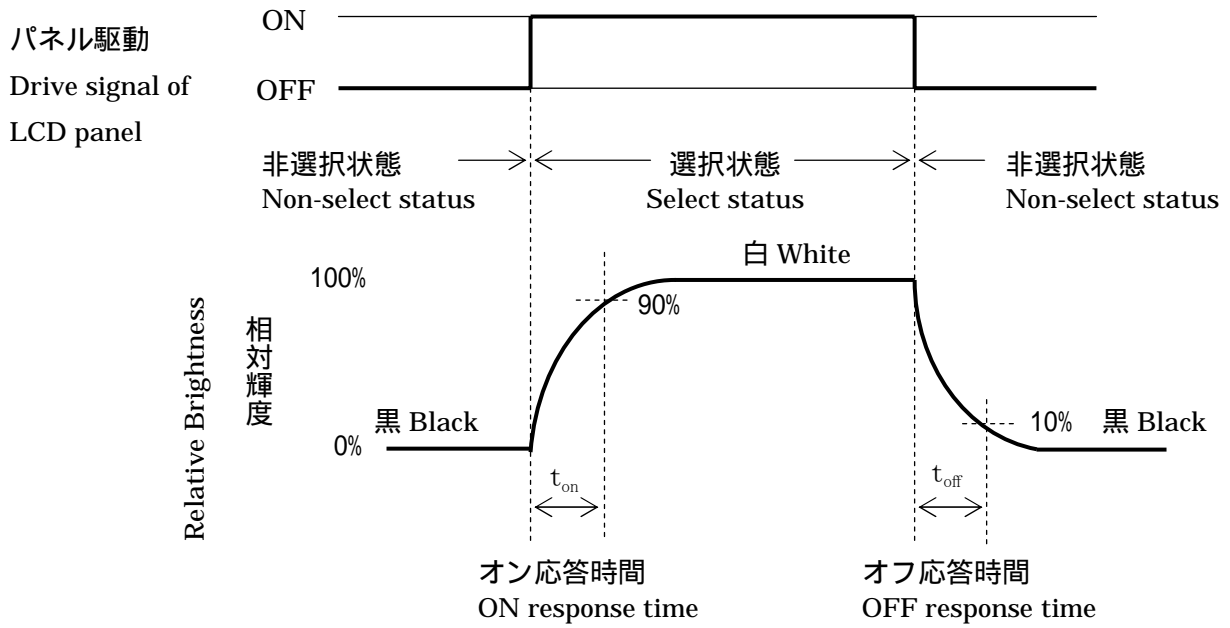 ON
パネル駆動
Drive signal of
LCD panel
OFF
非選択状態
Non-select status
選択状態
Select status
非選択状態
Non-select status
白 White
100%
90%
Relative Brightness
相対輝度
黒 Black
0%
10%
黒 Black
ton
toff
オン応答時間
ON response time
オフ応答時間
OFF response time